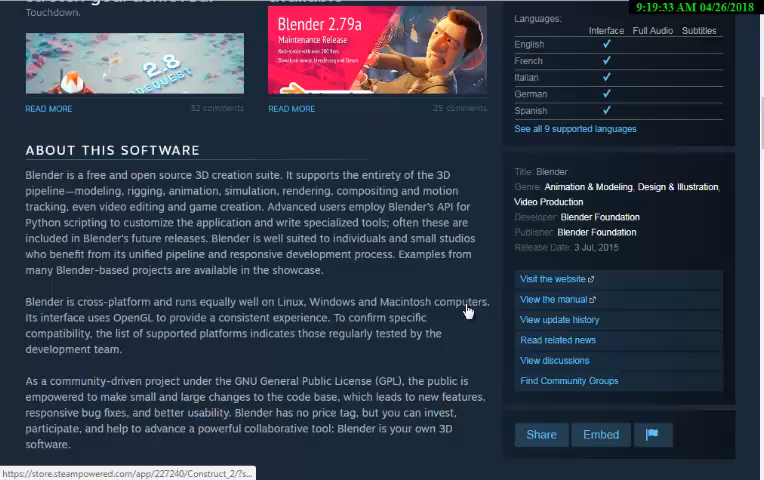 9:19:33 AM 04/26/2018
Touchdown.
2.8
Blender 2.79a
Maintenance Release
READ MORE 32 comments
READ MORE 25 comments
ABOUT THIS SOFTWARE
Blender is a free and open source 3D creation suite. It supports the entirety of the 3D
pipeline—modeling, rigging, animation, simulation, rendering, compositing and motion
tracking, even video editing and game creation. Advanced users employ Blender's API for
Python scripting to customize the application and write specialized tools; often these are
included in Blender's future releases. Blender is well suited to individuals and small studios
who benefit from its unified pipeline and responsive development process. Examples from
many Blender-based projects are available in the showcase.
Blender is cross-platform and runs equally well on Linux, Windows and Macintosh computers.
Its interface uses OpenGL to provide a consistent experience. To confirm specific
compatibility, the list of supported platforms indicates those regularly tested by the
development team.
As a community-driven project under the GNU General Public License (GPL), the public is
empowered to make small and large changes to the code base, which leads to new features,
responsive bug fixes, and better usability. Blender has no price tag, but you can invest,
participate, and help to advance a powerful collaborative tool: Blender is your own 3D
software.
Languages:
Interface Full Audio Subtitles
English ✔
French ✔
Italian ✔
German ✔
Spanish ✔
See all 9 supported languages
Title: Blender
Genre: Animation & Modeling, Design & Illustration,
Video Production
Developer: Blender Foundation
Publisher: Blender Foundation
Release Date: 3 Jul, 2015
Visit the website
View the manual
View update history
Read related news
View discussions
Find Community Groups
Share Embed
https://store.steampowered.com/app/227240/Construct_2/?s...